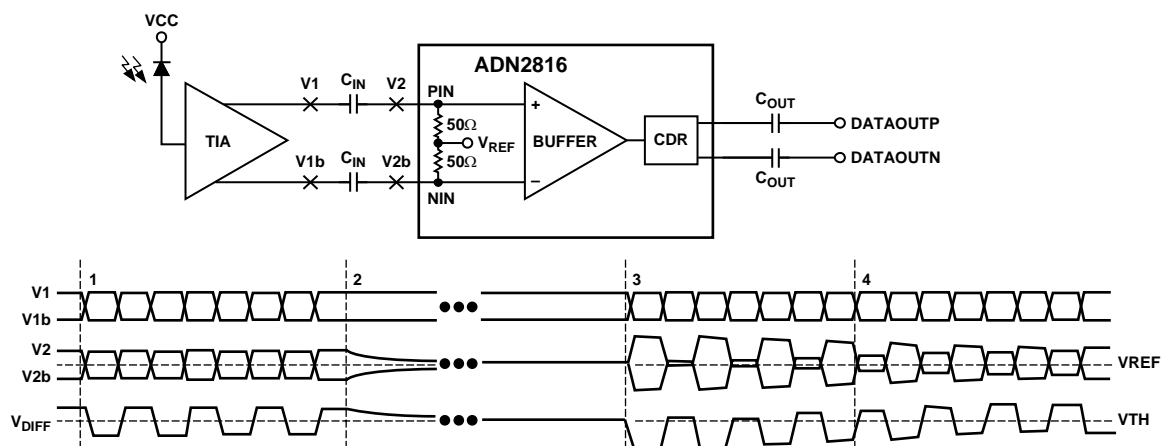 VCC
ADN2816
V1 C_IN V2 PIN
TIA
50Ω
V_REF
50Ω
+
BUFFER
−
CDR
C_OUT
DATAOUTP
DATAOUTN
C_OUT
V1b C_IN V2b
NIN
1 2 3 4
V1
V1b
V2
V2b
VREF
V_DIFF
VTH